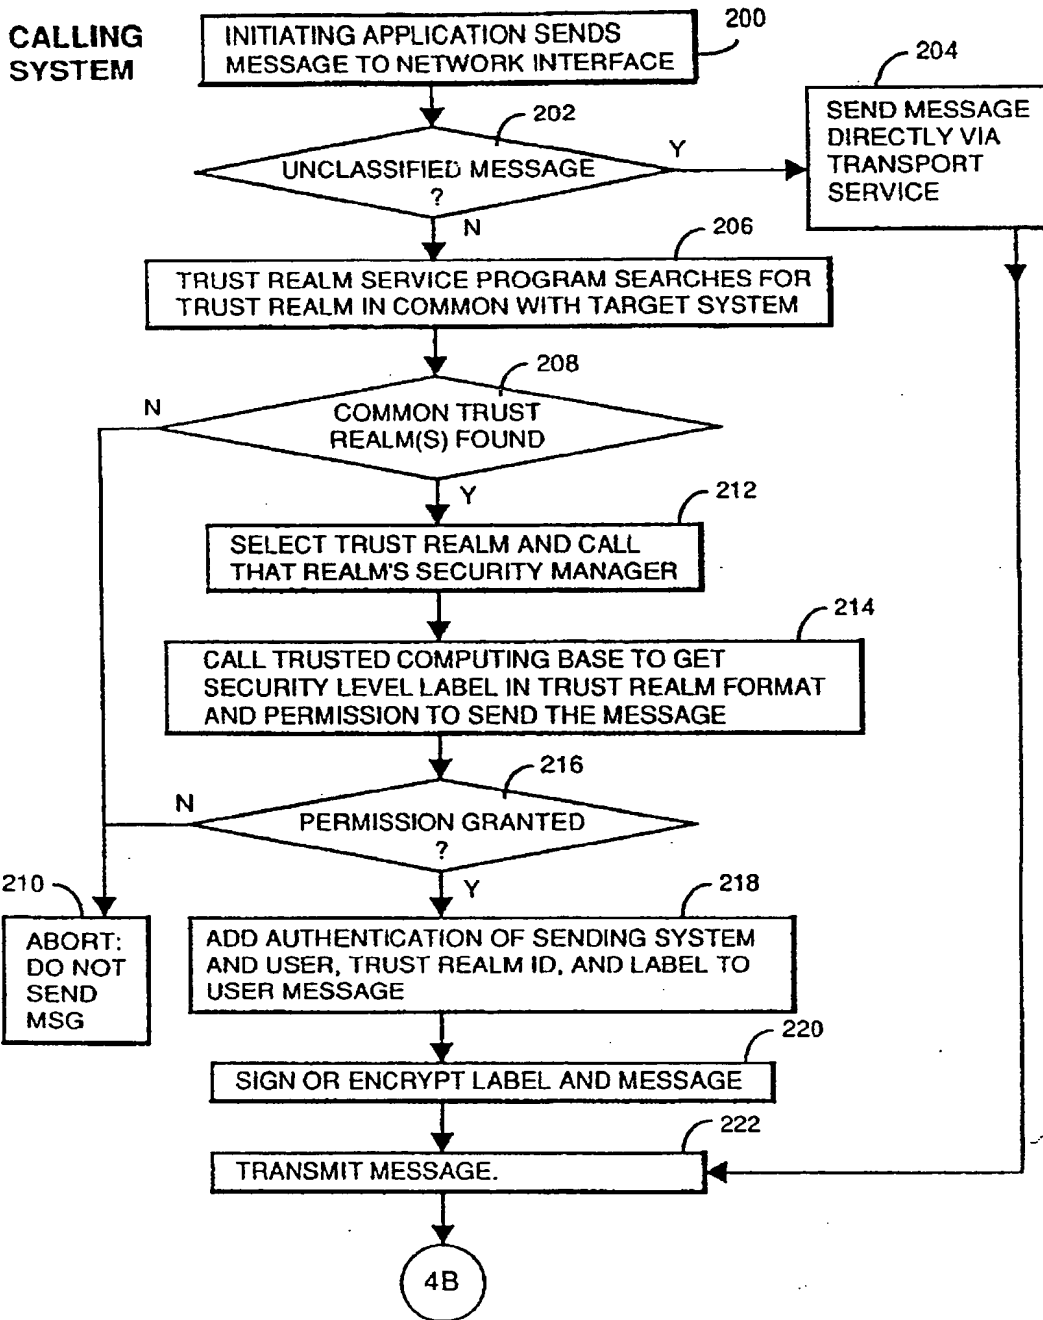 CALLING
SYSTEM
INITIATING APPLICATION SENDS
MESSAGE TO NETWORK INTERFACE
200
202
UNCLASSIFIED MESSAGE
?
Y
N
204
SEND MESSAGE
DIRECTLY VIA
TRANSPORT
SERVICE
206
TRUST REALM SERVICE PROGRAM SEARCHES FOR
TRUST REALM IN COMMON WITH TARGET SYSTEM
208
COMMON TRUST
REALM(S) FOUND
N
Y
212
SELECT TRUST REALM AND CALL
THAT REALM'S SECURITY MANAGER
214
CALL TRUSTED COMPUTING BASE TO GET
SECURITY LEVEL LABEL IN TRUST REALM FORMAT
AND PERMISSION TO SEND THE MESSAGE
216
PERMISSION GRANTED
?
N
Y
210
ABORT:
DO NOT
SEND
MSG
218
ADD AUTHENTICATION OF SENDING SYSTEM
AND USER, TRUST REALM ID, AND LABEL TO
USER MESSAGE
220
SIGN OR ENCRYPT LABEL AND MESSAGE
222
TRANSMIT MESSAGE.
4B